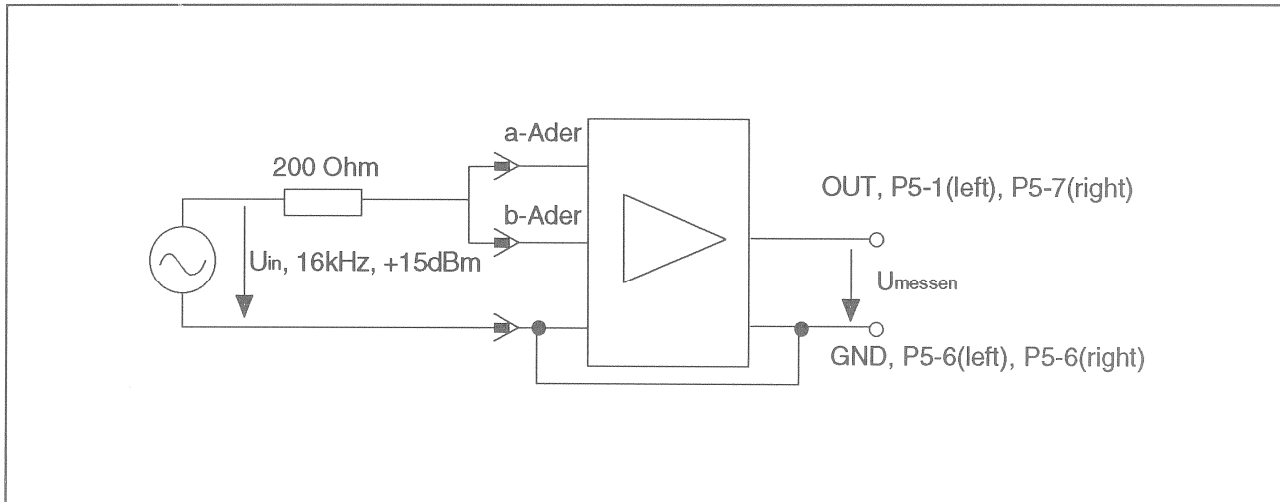 a-Ader
200 Ohm
OUT, P5-1(left), P5-7(right)
b-Ader
Uin, 16kHz, +15dBm
Umessen
GND, P5-6(left), P5-6(right)